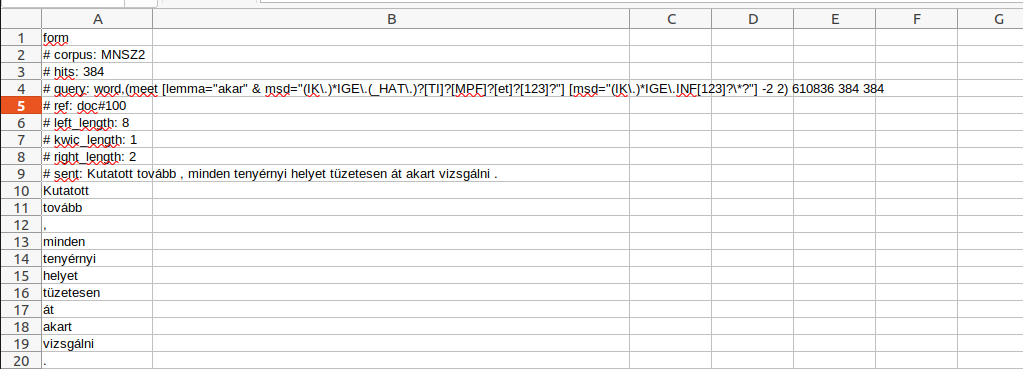 A B C D E F G
1 form
2 # corpus: MNSZ2
3 # hits: 384
4 # query: word,(meet [lemma="akar" & msd="(IK\.)*IGE\.(_HAT\.)?[TI]?[MPF]?[et]?[123]?"] [msd="(IK\.)*IGE\.INF[123]?\*?"] -2 2) 610836 384 384
5 # ref: doc#100
6 # left_length: 8
7 # kwic_length: 1
8 # right_length: 2
9 # sent: Kutatott tovább , minden tenyérnyi helyet tüzetesen át akart vizsgálni .
10 Kutatott
11 tovább
12 ,
13 minden
14 tenyérnyi
15 helyet
16 tüzetesen
17 át
18 akart
19 vizsgálni
20 .